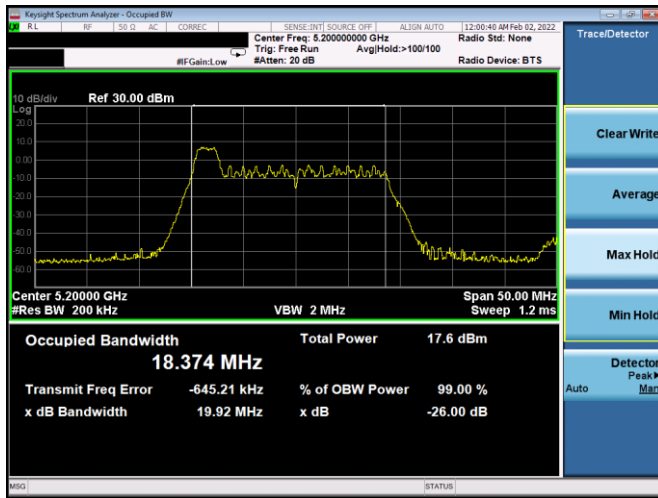 Keysight Spectrum Analyzer - Occupied BW
RL RF 50 Ω AC CORREC SENSE:INT SOURCE OFF ALIGN AUTO 12:00:40 AM Feb 02, 2022
Center Freq: 5.200000000 GHz Radio Std: None
Trig: Free Run Avg|Hold:>100/100
#IFGain:Low #Atten: 20 dB Radio Device: BTS
10 dB/div Ref 30.00 dBm
Log
20.0
10.0
0.00
-10.0
-20.0
-30.0
-40.0
-50.0
-60.0
Center 5.20000 GHz Span 50.00 MHz
#Res BW 200 kHz VBW 2 MHz Sweep 1.2 ms
Occupied Bandwidth Total Power 17.6 dBm
18.374 MHz
Transmit Freq Error -645.21 kHz % of OBW Power 99.00 %
x dB Bandwidth 19.92 MHz x dB -26.00 dB
MSG STATUS
Trace/Detector
Clear Write
Average
Max Hold
Min Hold
Detector
Peak
Auto Man